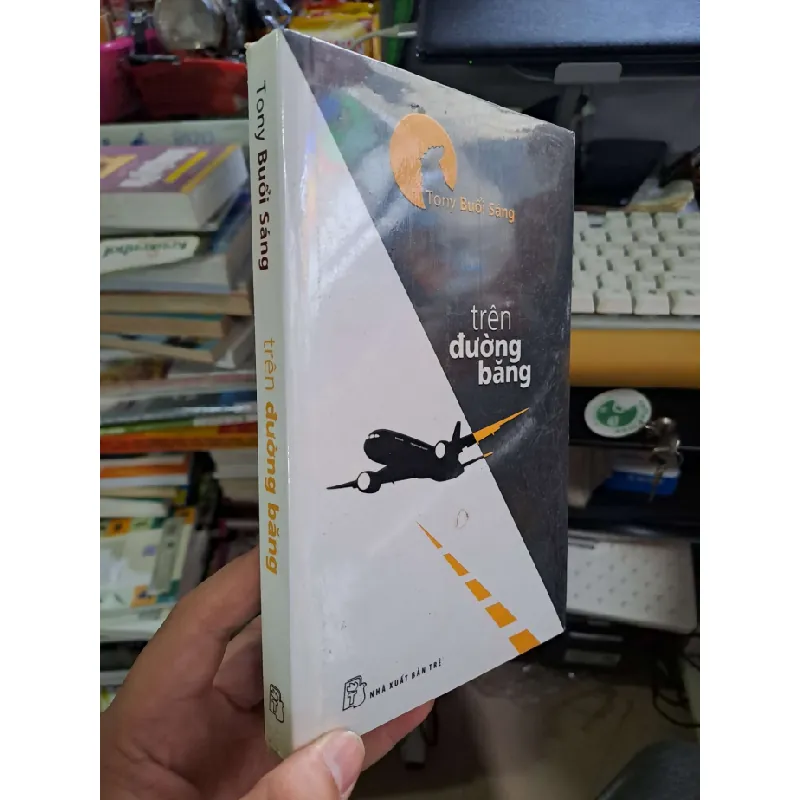 Tony Buổi Sáng
trên đường băng
Tony Buổi Sáng
trên
đường
băng
NHÀ XUẤT BẢN TRẺ